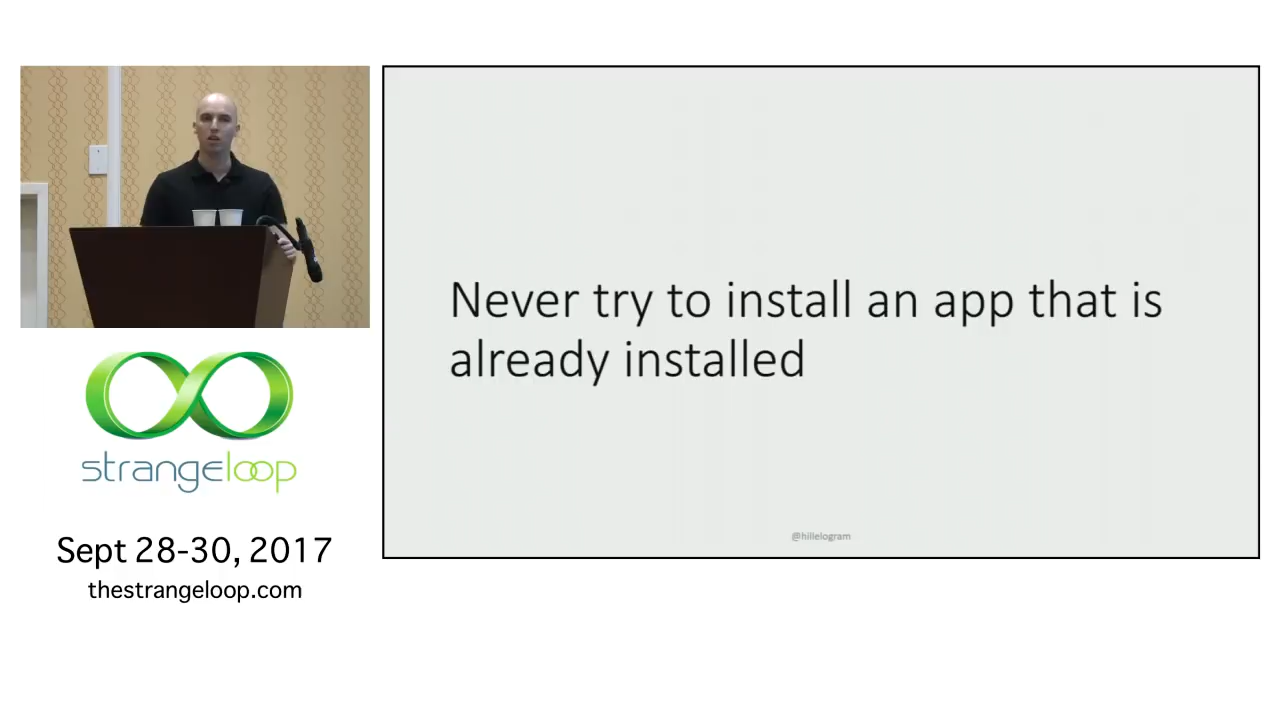 Never try to install an app that is
already installed
@hillelogram
strangeloop
Sept 28-30, 2017
thestrangeloop.com